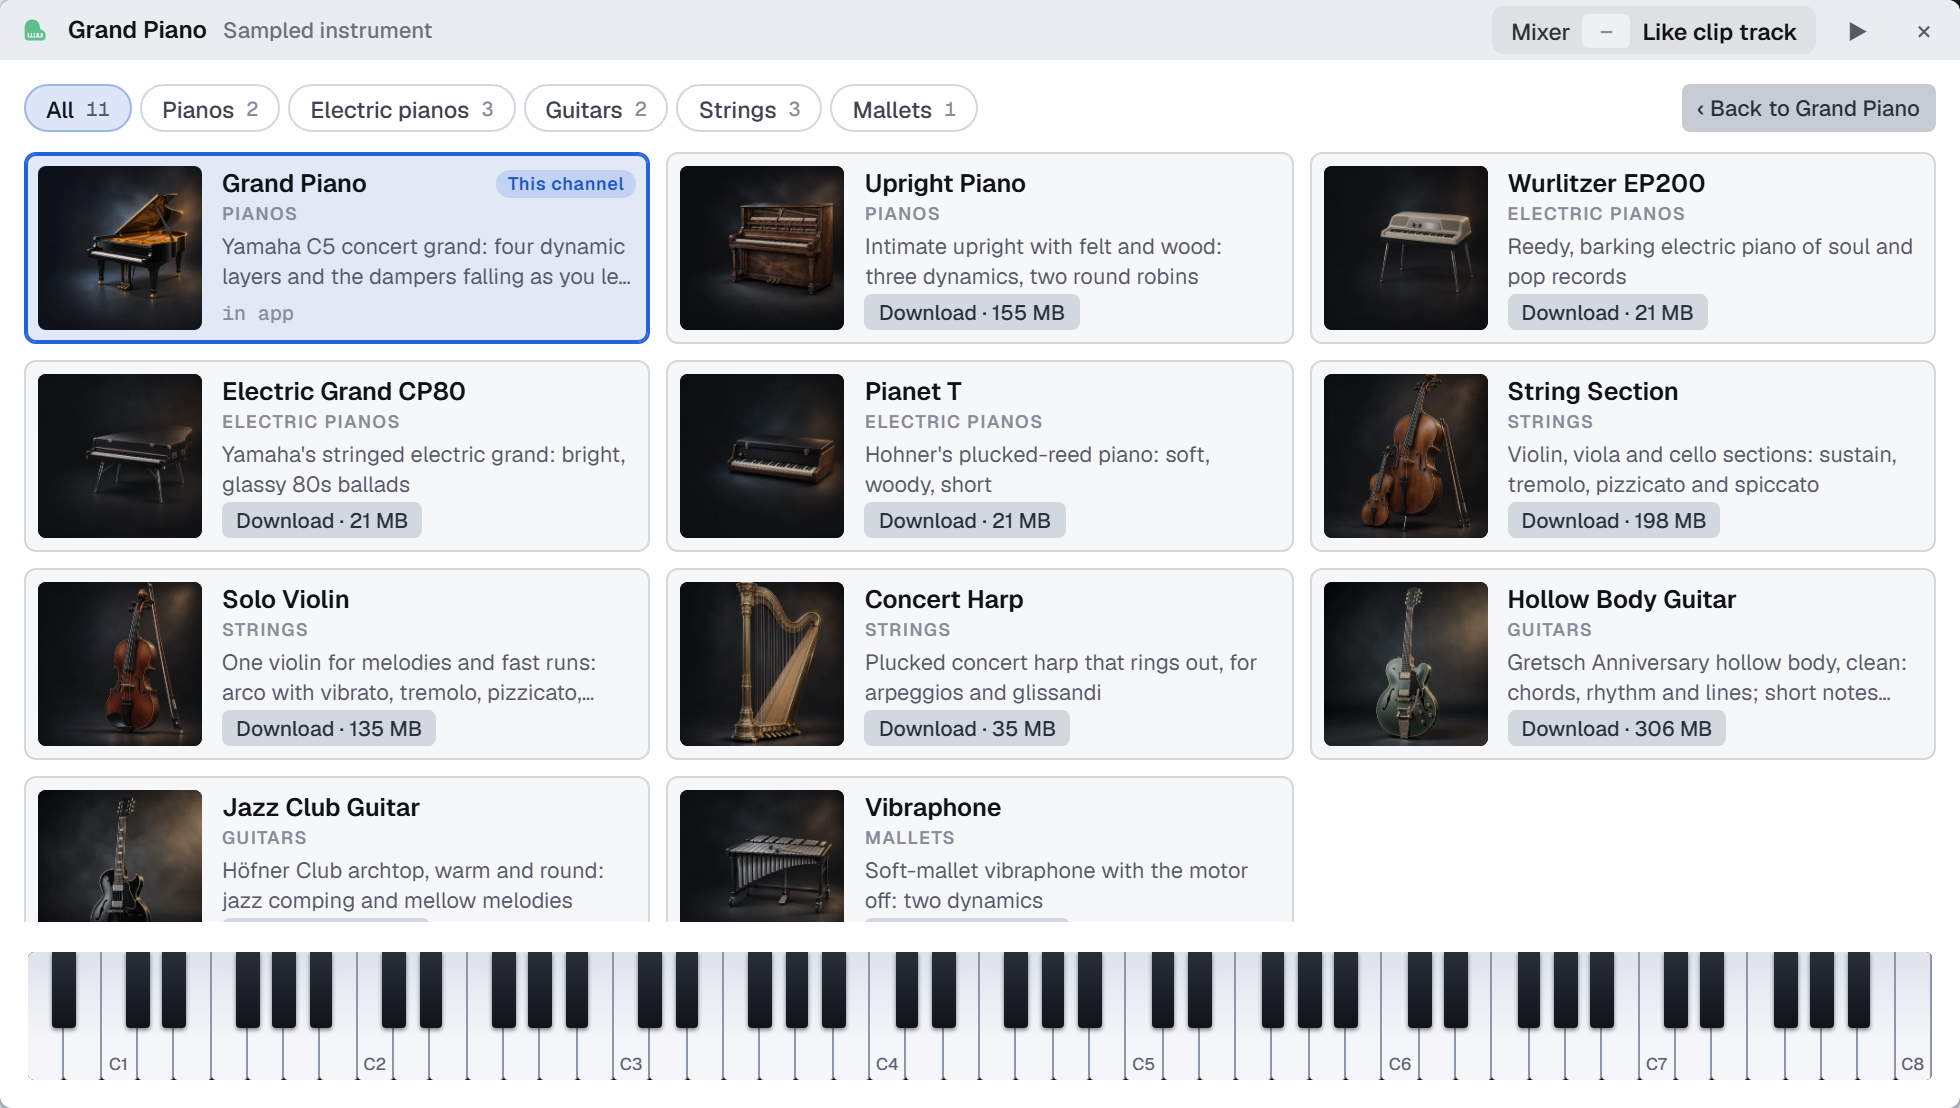 Grand Piano Sampled instrument
Mixer – Like clip track
All 11
Pianos 2
Electric pianos 3
Guitars 2
Strings 3
Mallets 1
‹ Back to Grand Piano
Grand Piano
This channel
PIANOS
Yamaha C5 concert grand: four dynamic
layers and the dampers falling as you le…
in app
Upright Piano
PIANOS
Intimate upright with felt and wood:
three dynamics, two round robins
Download · 155 MB
Wurlitzer EP200
ELECTRIC PIANOS
Reedy, barking electric piano of soul and
pop records
Download · 21 MB
Electric Grand CP80
ELECTRIC PIANOS
Yamaha's stringed electric grand: bright,
glassy 80s ballads
Download · 21 MB
Pianet T
ELECTRIC PIANOS
Hohner's plucked-reed piano: soft,
woody, short
Download · 21 MB
String Section
STRINGS
Violin, viola and cello sections: sustain,
tremolo, pizzicato and spiccato
Download · 198 MB
Solo Violin
STRINGS
One violin for melodies and fast runs:
arco with vibrato, tremolo, pizzicato,…
Download · 135 MB
Concert Harp
STRINGS
Plucked concert harp that rings out, for
arpeggios and glissandi
Download · 35 MB
Hollow Body Guitar
GUITARS
Gretsch Anniversary hollow body, clean:
chords, rhythm and lines; short notes…
Download · 306 MB
Jazz Club Guitar
GUITARS
Höfner Club archtop, warm and round:
jazz comping and mellow melodies
Vibraphone
MALLETS
Soft-mallet vibraphone with the motor
off: two dynamics
C1 C2 C3 C4 C5 C6 C7 C8